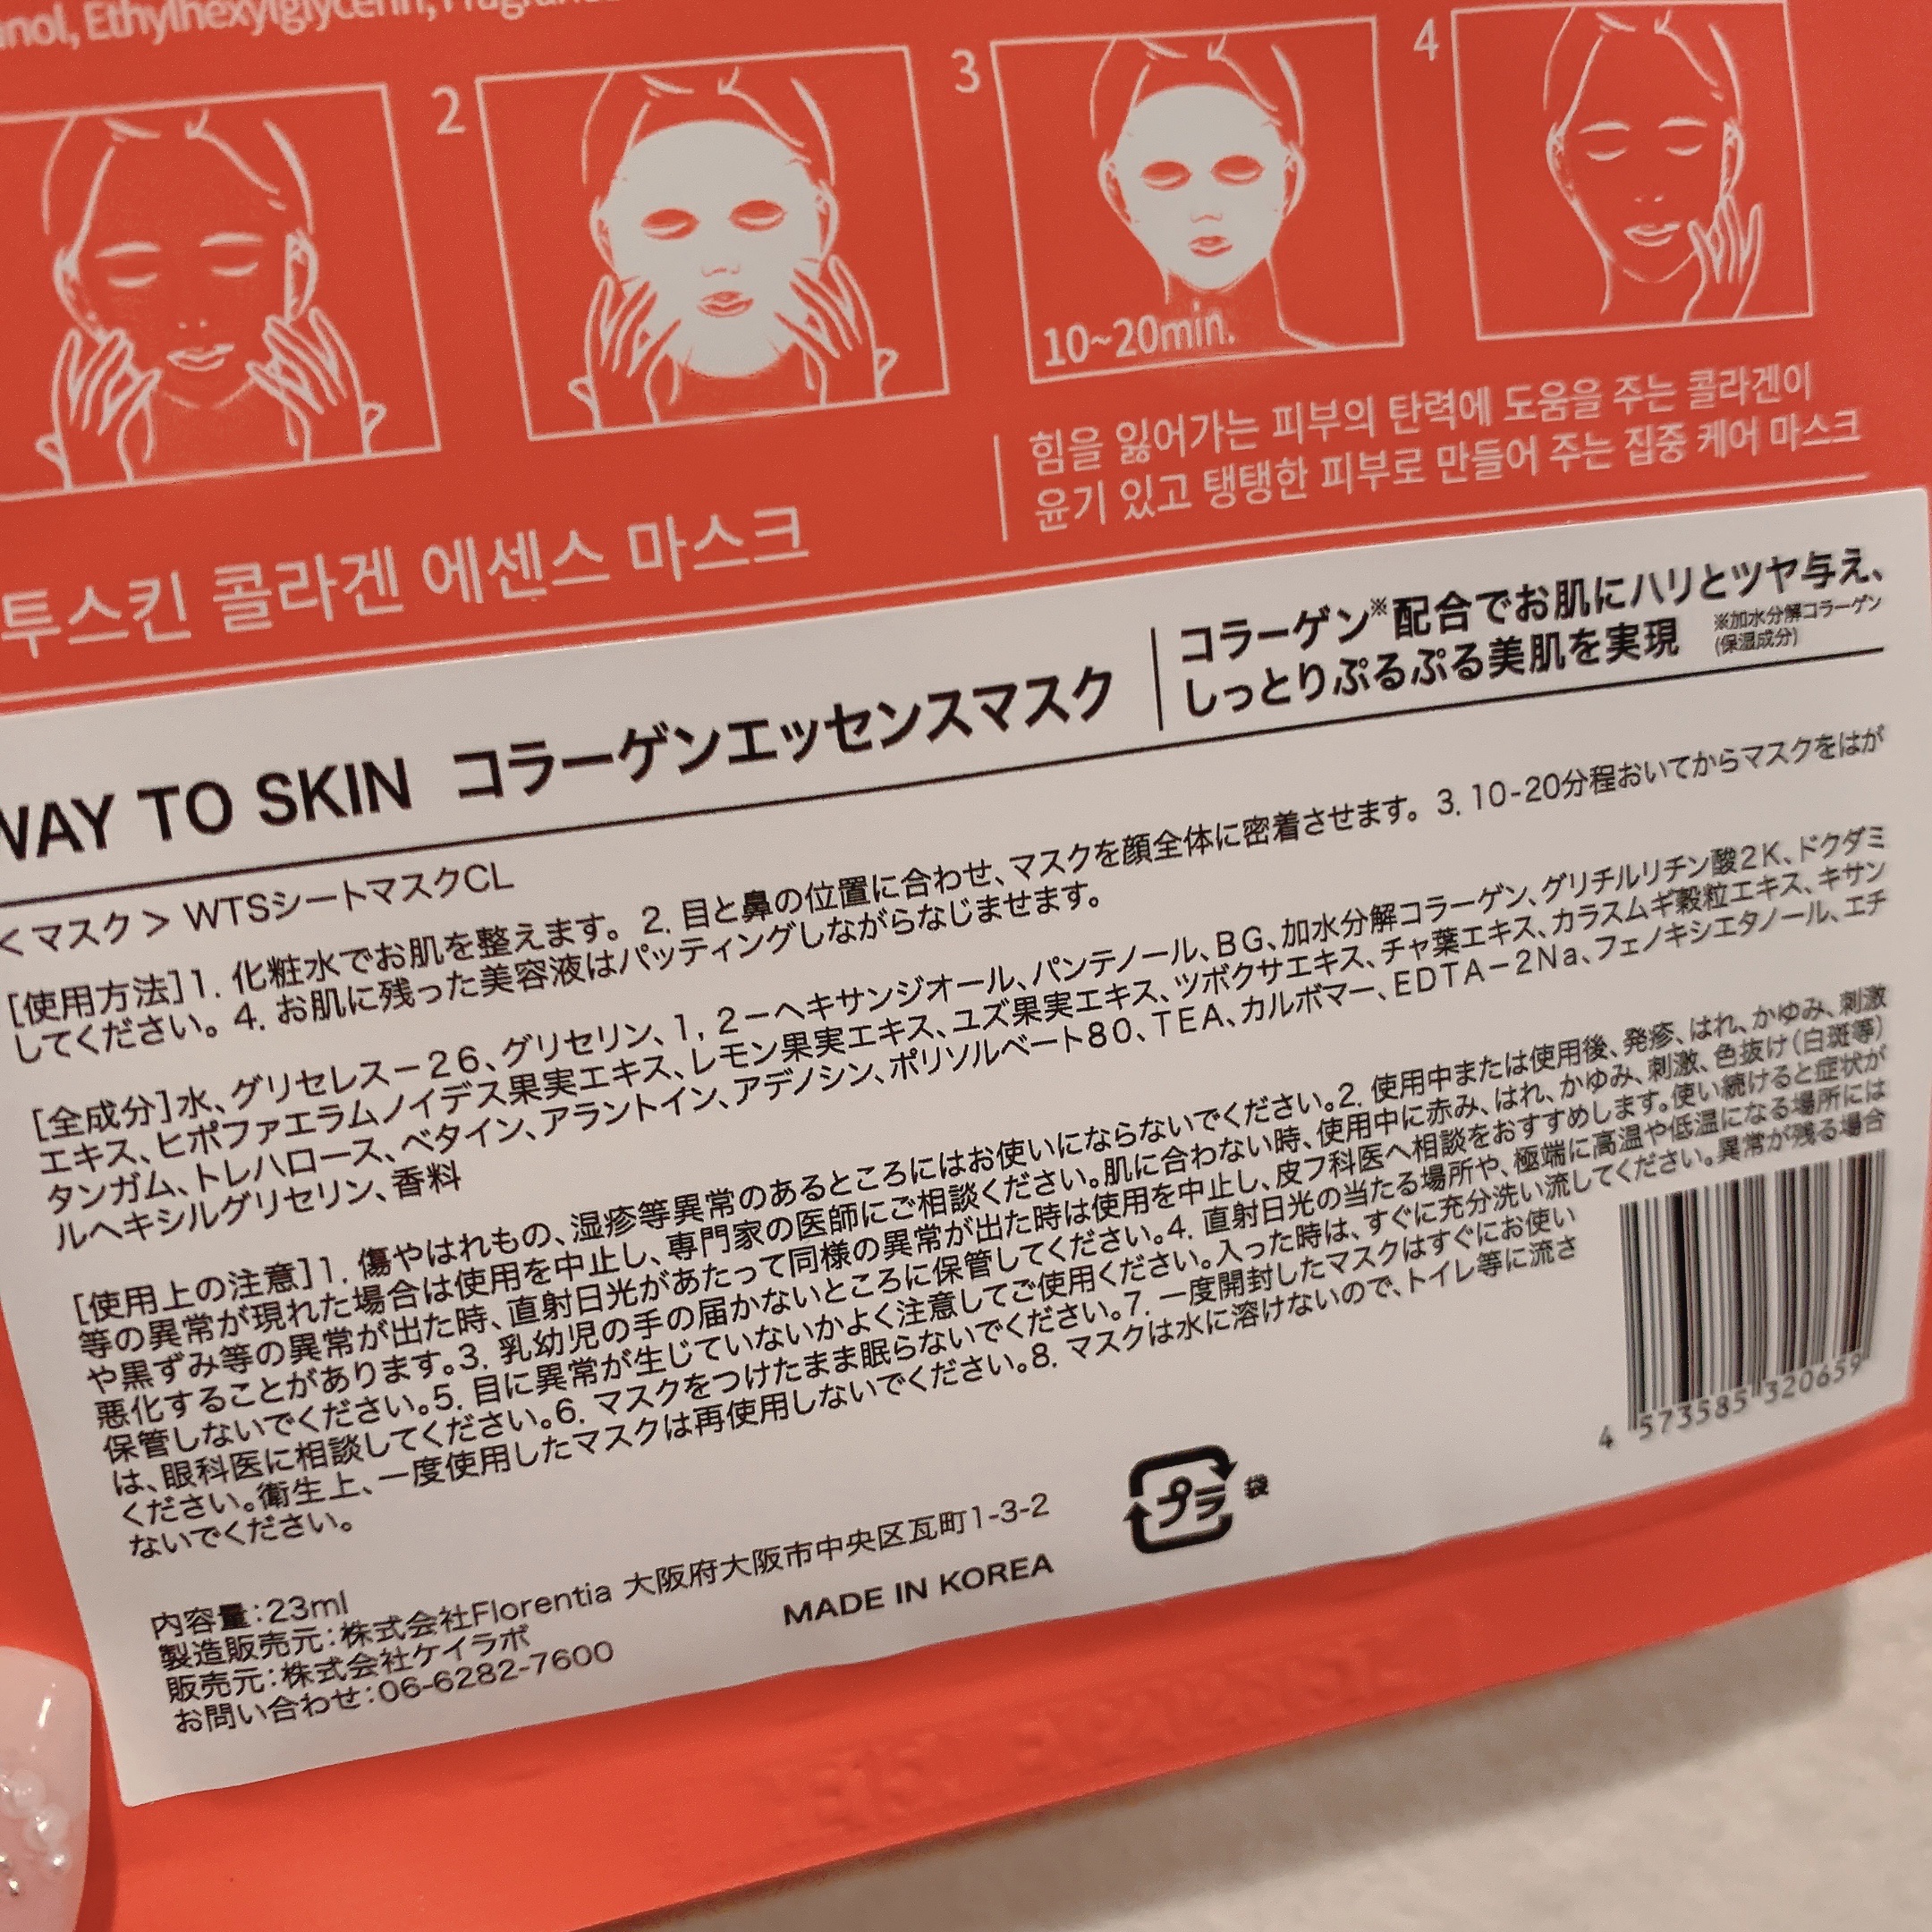 Ethylhexylglycerin,
2
3
4
10~20min.
힘을 잃어가는 피부의 탄력에 도움을 주는 콜라겐이
윤기 있고 탱탱한 피부로 만들어 주는 집중 케어 마스크
투스킨 콜라겐 에센스 마스크
WAY TO SKIN コラーゲンエッセンスマスク
コラーゲン※配合でお肌にハリとツヤ与え、
しっとりぷるぷる美肌を実現
※加水分解コラーゲン
(保湿成分)
＜マスク＞ WTSシートマスクCL
[使用方法]1. 化粧水でお肌を整えます。2. 目と鼻の位置に合わせ、マスクを顔全体に密着させます。3. 10-20分程おいてからマスクをはが
してください。4. お肌に残った美容液はパッティングしながらなじませます。
[全成分]水、グリセレス－26、グリセリン、1,2－ヘキサンジオール、パンテノール、BG、加水分解コラーゲン、グリチルリチン酸2K、ドクダミ
エキス、ヒポファエラムノイデス果実エキス、レモン果実エキス、ユズ果実エキス、ツボクサエキス、チャ葉エキス、カラスムギ穀粒エキス、キサン
タンガム、トレハロース、ベタイン、アラントイン、アデノシン、ポリソルベート80、TEA、カルボマー、EDTA－2Na、フェノキシエタノール、エチ
ルヘキシルグリセリン、香料
[使用上の注意]1. 傷やはれもの、湿疹等異常のあるところにはお使いにならないでください。2. 使用中または使用後、発疹、はれ、かゆみ、刺激
等の異常が現れた場合は使用を中止し、専門家の医師にご相談ください。肌に合わない時、使用中に赤み、はれ、かゆみ、刺激、色抜け(白斑等)
や黒ずみ等の異常が出た時、直射日光があたって同様の異常が出た時は使用を中止し、皮フ科医へ相談をおすすめします。使い続けると症状が
悪化することがあります。3. 乳幼児の手の届かないところに保管してください。4. 直射日光の当たる場所や、極端に高温や低温になる場所には
保管しないでください。5. 目に異常が生じていないかよく注意してご使用ください。入った時は、すぐに充分洗い流してください。異常が残る場合
は、眼科医に相談してください。6. マスクをつけたまま眠らないでください。7. 一度開封したマスクはすぐにお使い
ください。衛生上、一度使用したマスクは再使用しないでください。8. マスクは水に溶けないので、トイレ等に流さ
ないでください。
4 573585 320659
内容量:23ml
製造販売元:株式会社Florentia 大阪府大阪市中央区瓦町1-3-2
販売元:株式会社ケイラボ
お問い合わせ:06-6282-7600
MADE IN KOREA
プラ
袋